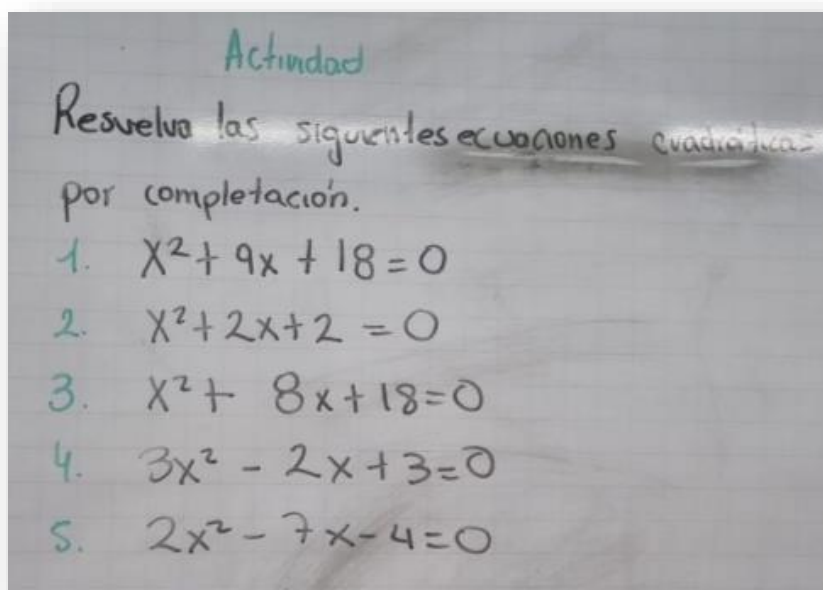 Actividad
Resuelva las siguientes ecuaciones cuadráticas
por completación.
1. X² + 9x + 18 = 0
2. X² + 2x + 2 = 0
3. X² + 8x + 18 = 0
4. 3x² - 2x + 3 = 0
5. 2x² - 7x - 4 = 0